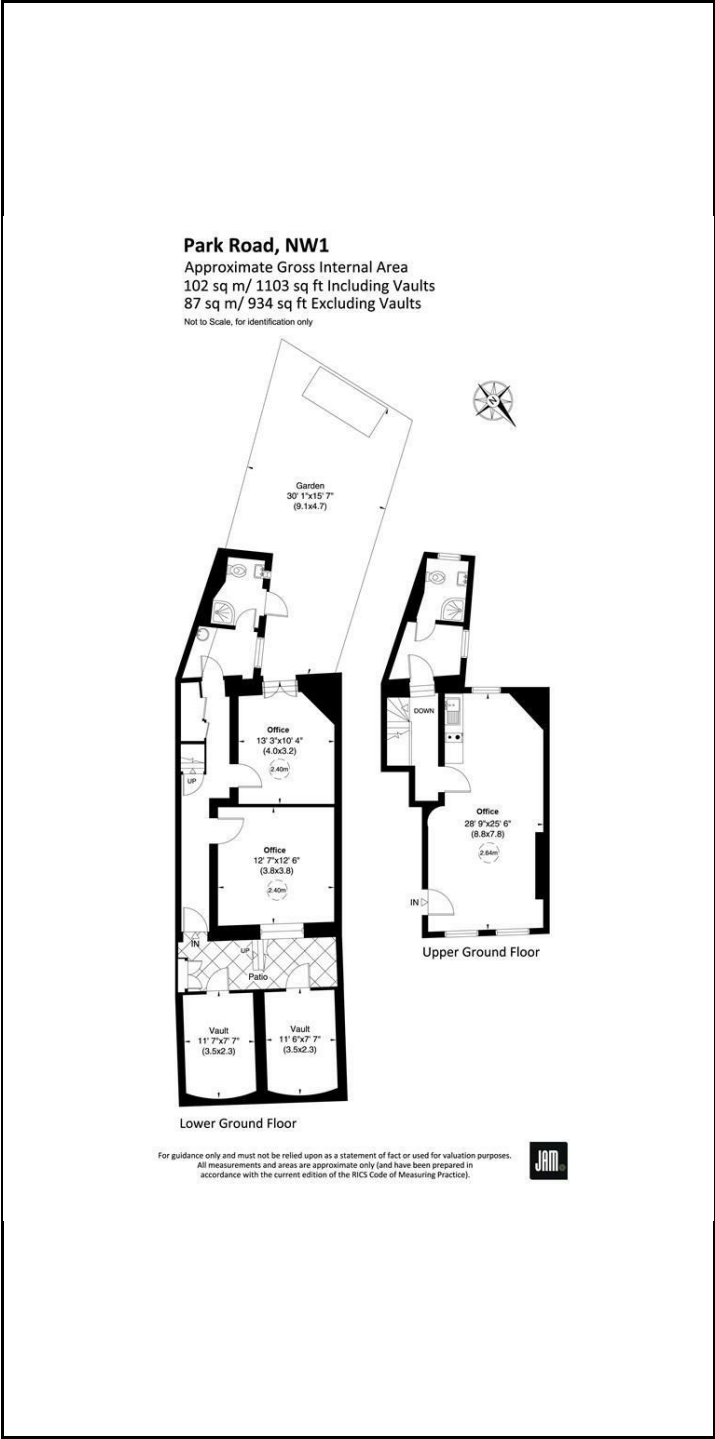 Park Road, NW1
Approximate Gross Internal Area
102 sq m/ 1103 sq ft Including Vaults
87 sq m/ 934 sq ft Excluding Vaults
Not to Scale, for identification only
N
Garden
30' 1"x15' 7"
(9.1x4.7)
Office
13' 3"x10' 4"
(4.0x3.2)
2.40m
UP
Office
12' 7"x12' 6"
(3.8x3.8)
2.40m
IN
UP
Patio
Vault
11' 7"x7' 7"
(3.5x2.3)
Vault
11' 6"x7' 7"
(3.5x2.3)
Lower Ground Floor
DOWN
Office
28' 9"x25' 6"
(8.8x7.8)
2.64m
IN
Upper Ground Floor
For guidance only and must not be relied upon as a statement of fact or used for valuation purposes.
All measurements and areas are approximate only (and have been prepared in
accordance with the current edition of the RICS Code of Measuring Practice).
JAM